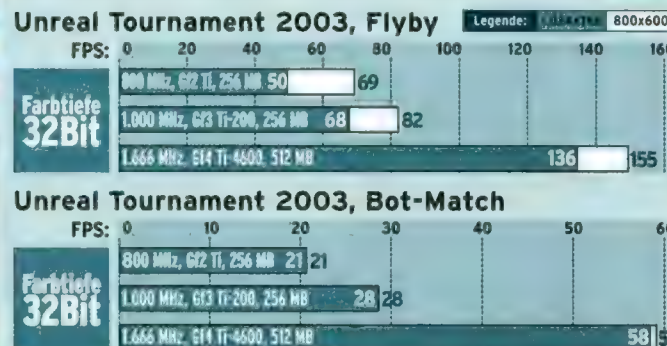 Unreal Tournament 2003, Flyby
Legende: 1.024x768 800x600
FPS: 0 20 40 60 80 100 120 140 160
Farbtiefe
32Bit
800 MHz, Gf2 Ti, 256 MB 50 69
1.000 MHz, Gf3 Ti-200, 256 MB 68 82
1.666 MHz, Gf4 Ti-4600, 512 MB 136 155
Unreal Tournament 2003, Bot-Match
FPS: 0 10 20 30 40 50
Farbtiefe
32Bit
800 MHz, Gf2 Ti, 256 MB 21 21
1.000 MHz, Gf3 Ti-200, 256 MB 28 28
1.666 MHz, Gf4 Ti-4600, 512 MB 58